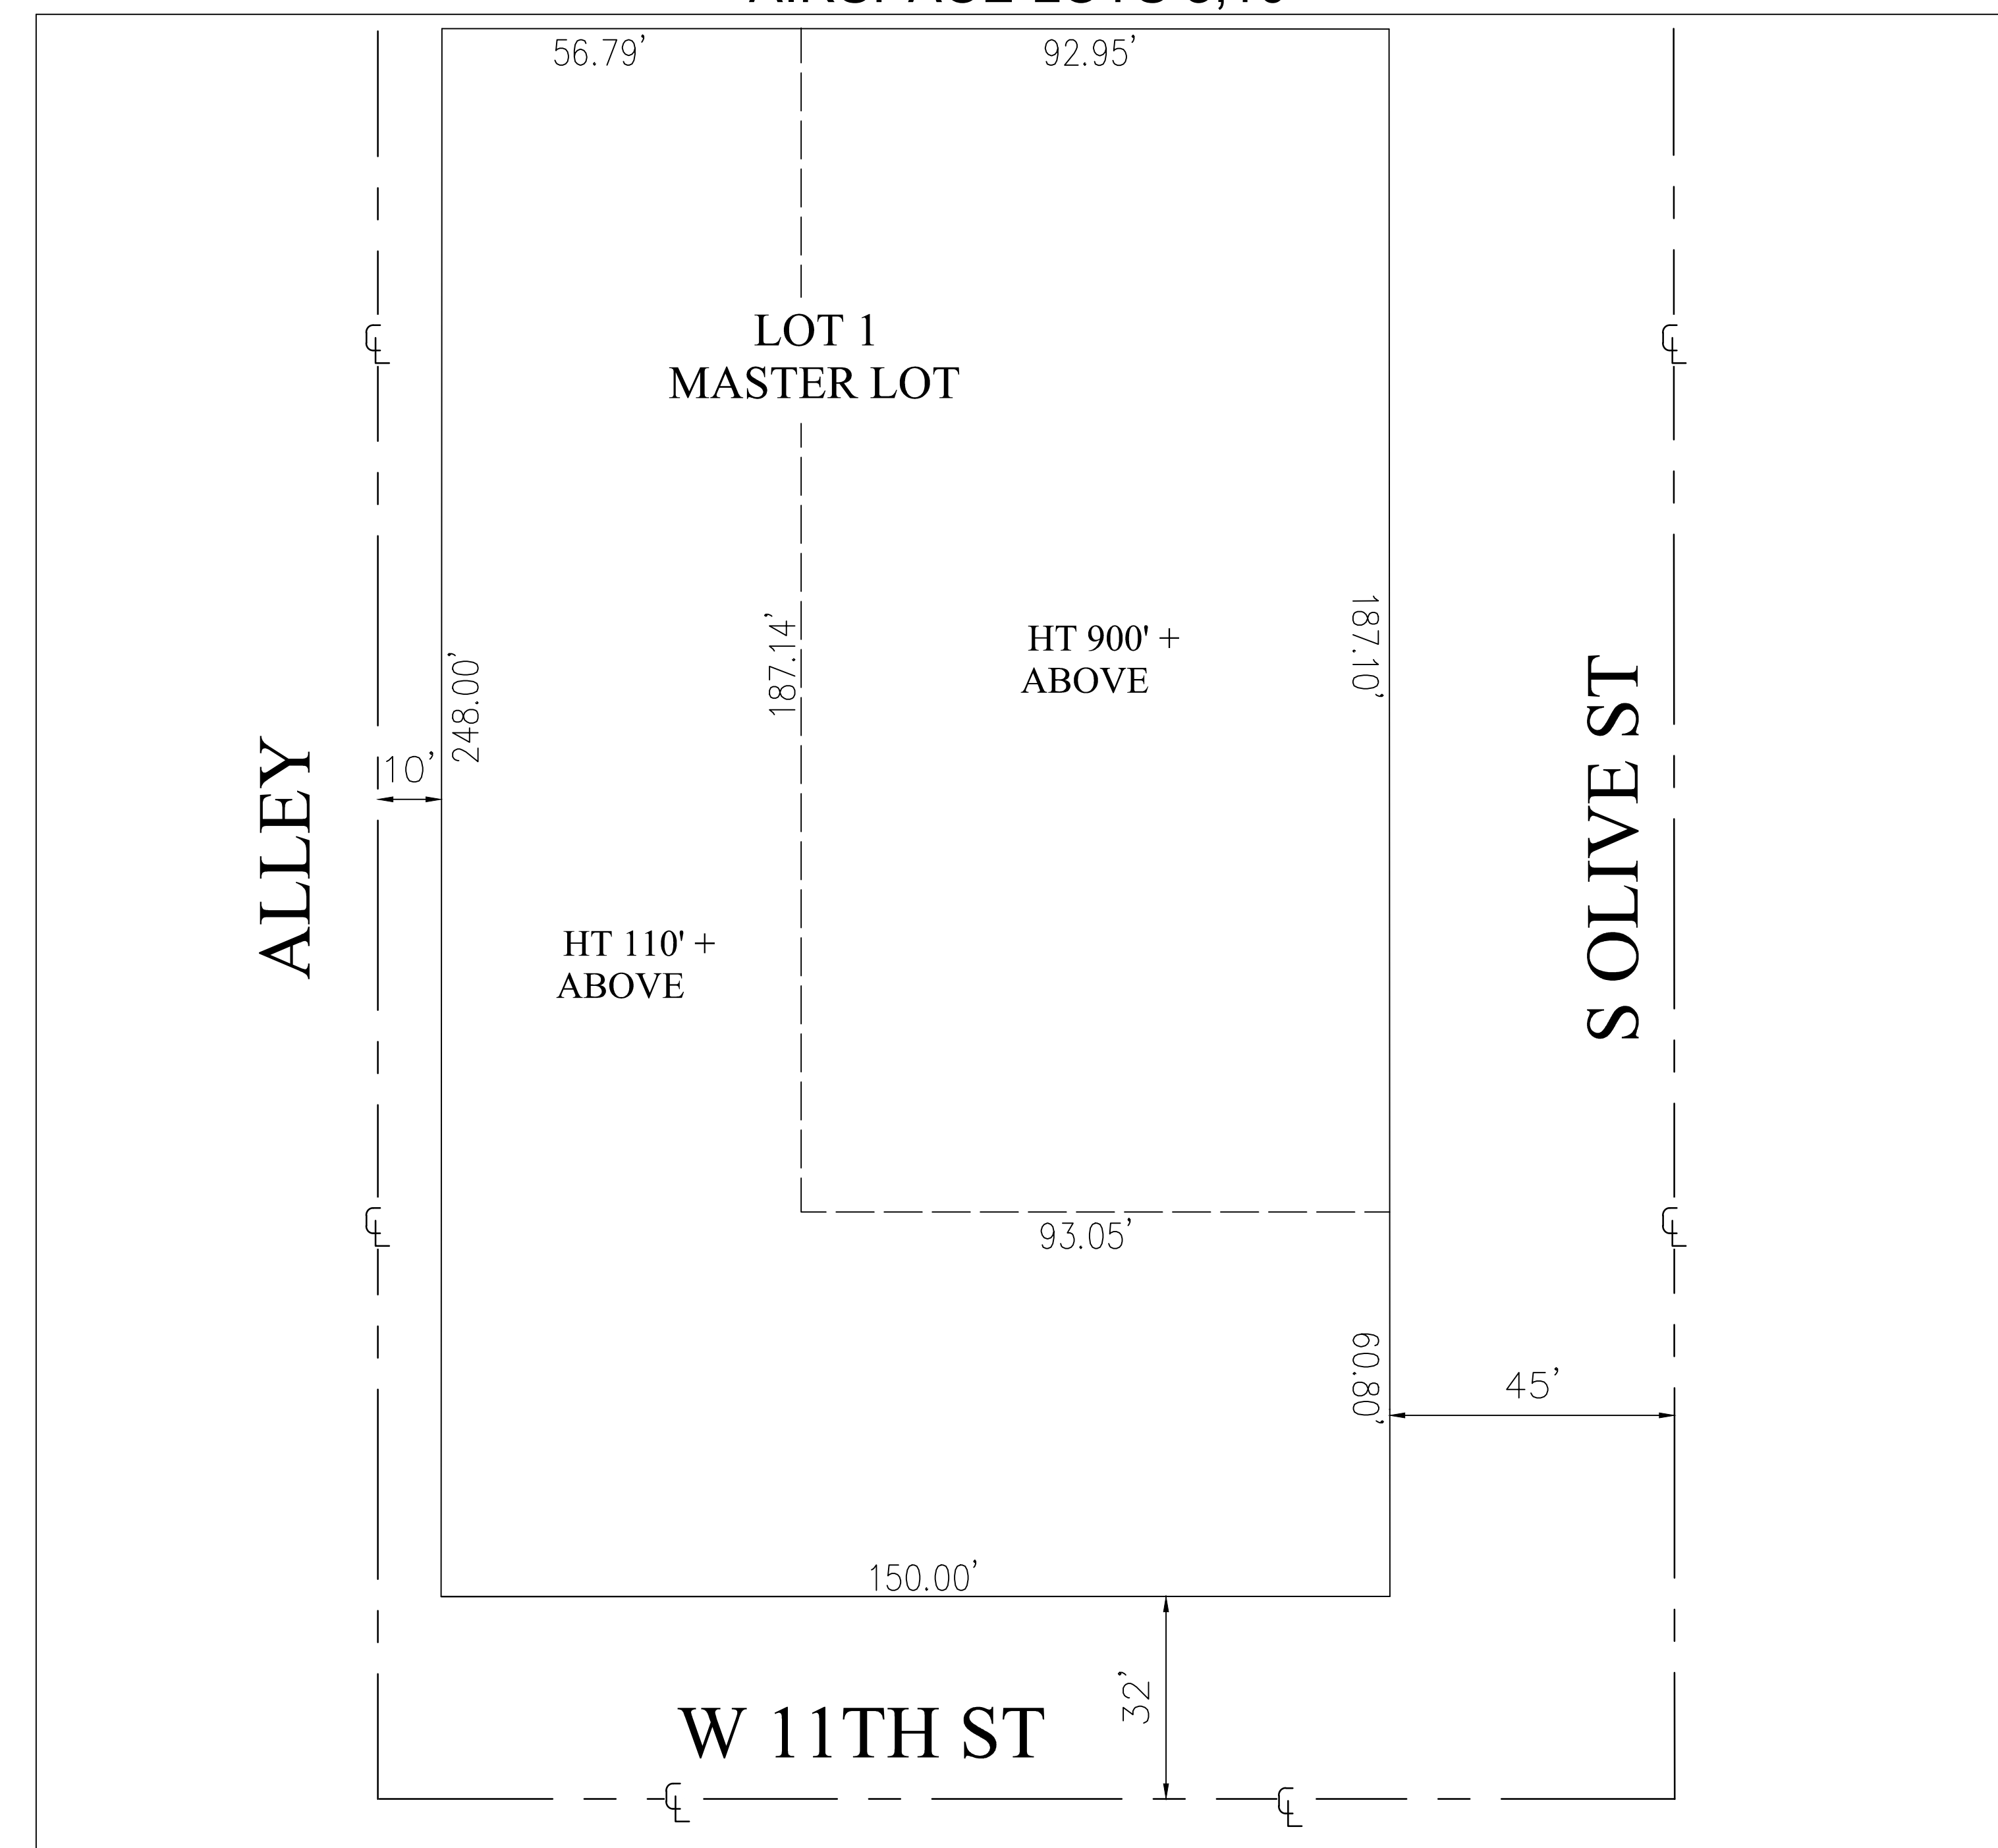 56.79'
92.95'
LOT 1
MASTER LOT
187.14'
HT 900' +
ABOVE
187.10'
248.00'
10'
ALLEY
S OLIVE ST
HT 110' +
ABOVE
93.05'
60.80'
45'
150.00'
32'
W 11TH ST